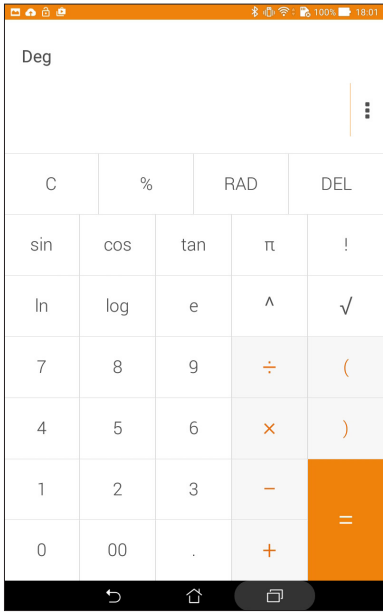 100% 18:01
Deg
C % RAD DEL
sin cos tan π !
ln log e ^ √
7 8 9 ÷ (
4 5 6 × )
1 2 3 −
=
0 00 . +